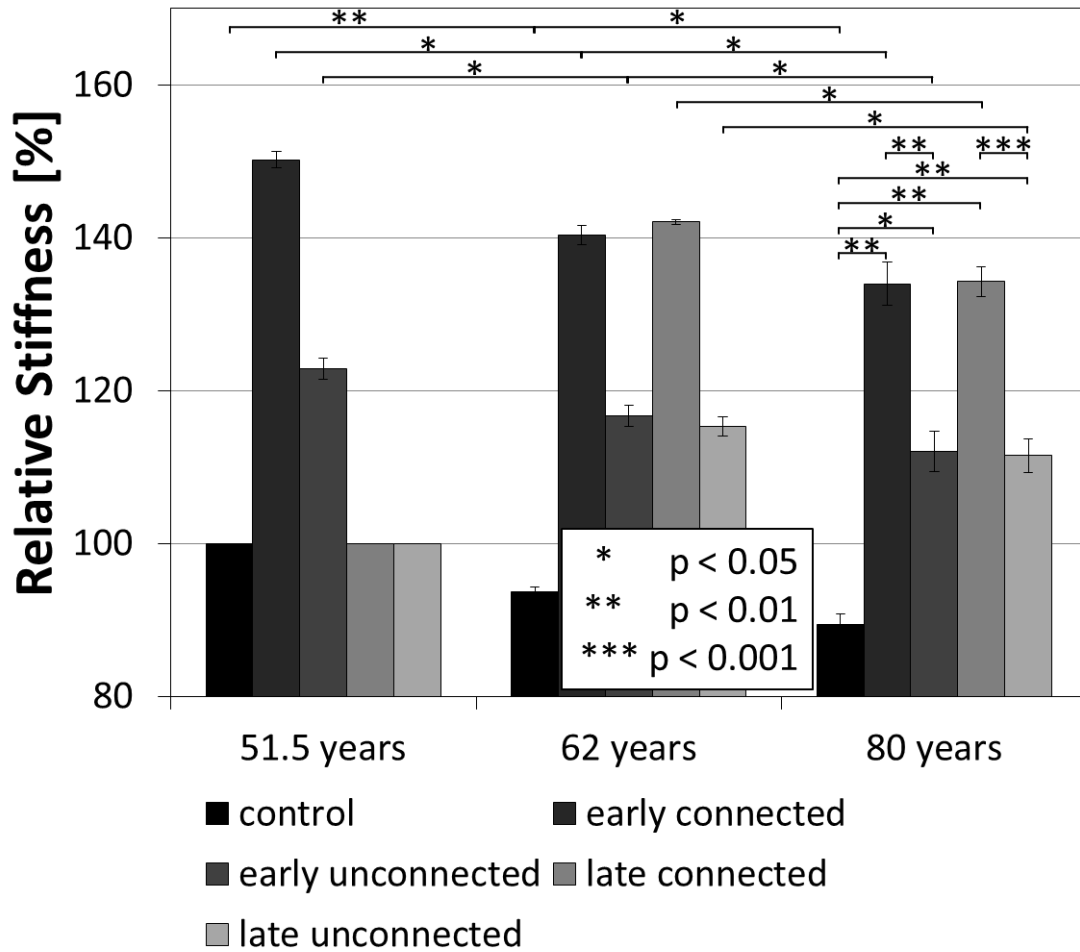 ** *
* *
* *
160
*
*
** ***
**
Relative Stiffness [%]
**
140
*
**
120
100
* p < 0.05
** p < 0.01
*** p < 0.001
80
51.5 years 62 years 80 years
control early connected
early unconnected late connected
late unconnected